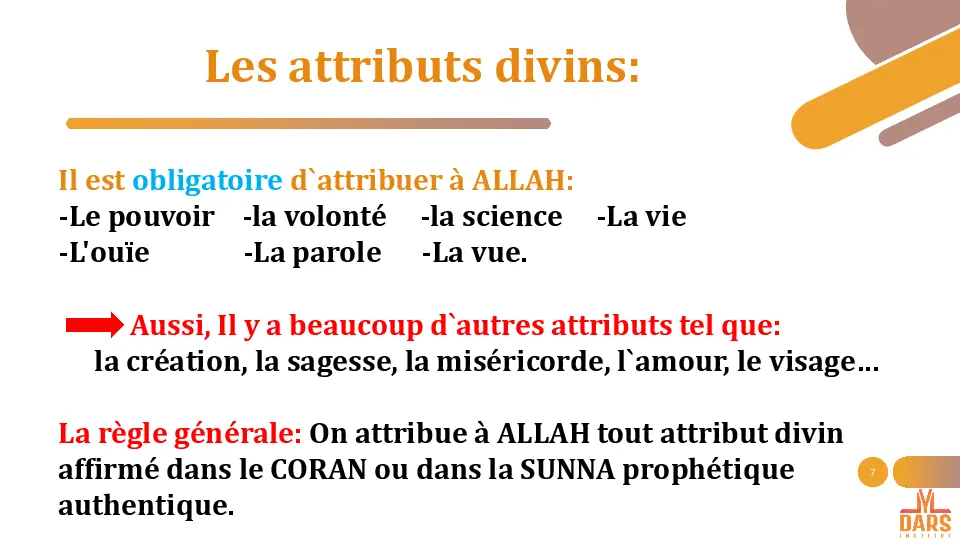 Les attributs divins:
Il est obligatoire d`attribuer à ALLAH:
-Le pouvoir -la volonté -la science -La vie
-L'ouïe -La parole -La vue.
Aussi, Il y a beaucoup d`autres attributs tel que:
la création, la sagesse, la miséricorde, l`amour, le visage...
La règle générale: On attribue à ALLAH tout attribut divin
affirmé dans le CORAN ou dans la SUNNA prophétique
authentique.
7
DARS
INSTITUT